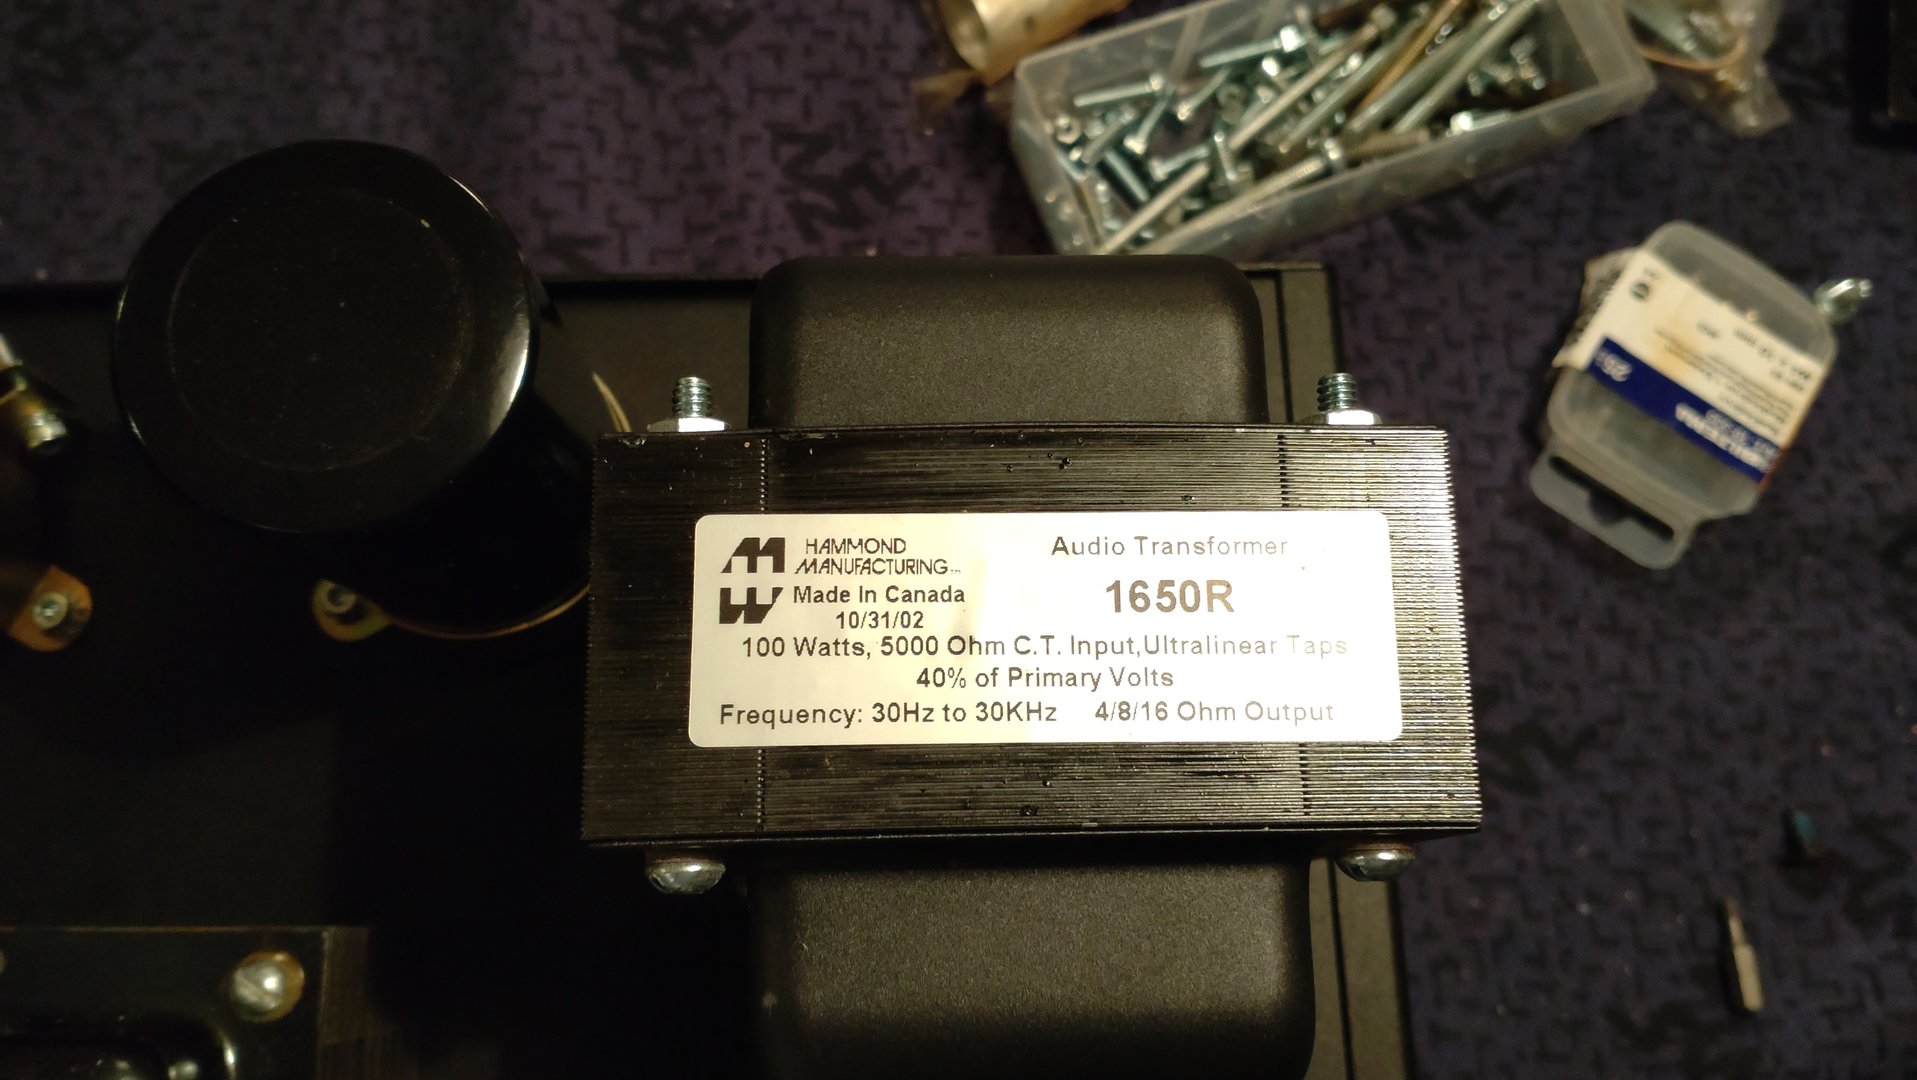 HAMMOND
MANUFACTURING™
Made In Canada
10/31/02
Audio Transformer
1650R
100 Watts, 5000 Ohm C.T. Input,Ultralinear Taps
40% of Primary Volts
Frequency: 30Hz to 30KHz 4/8/16 Ohm Output